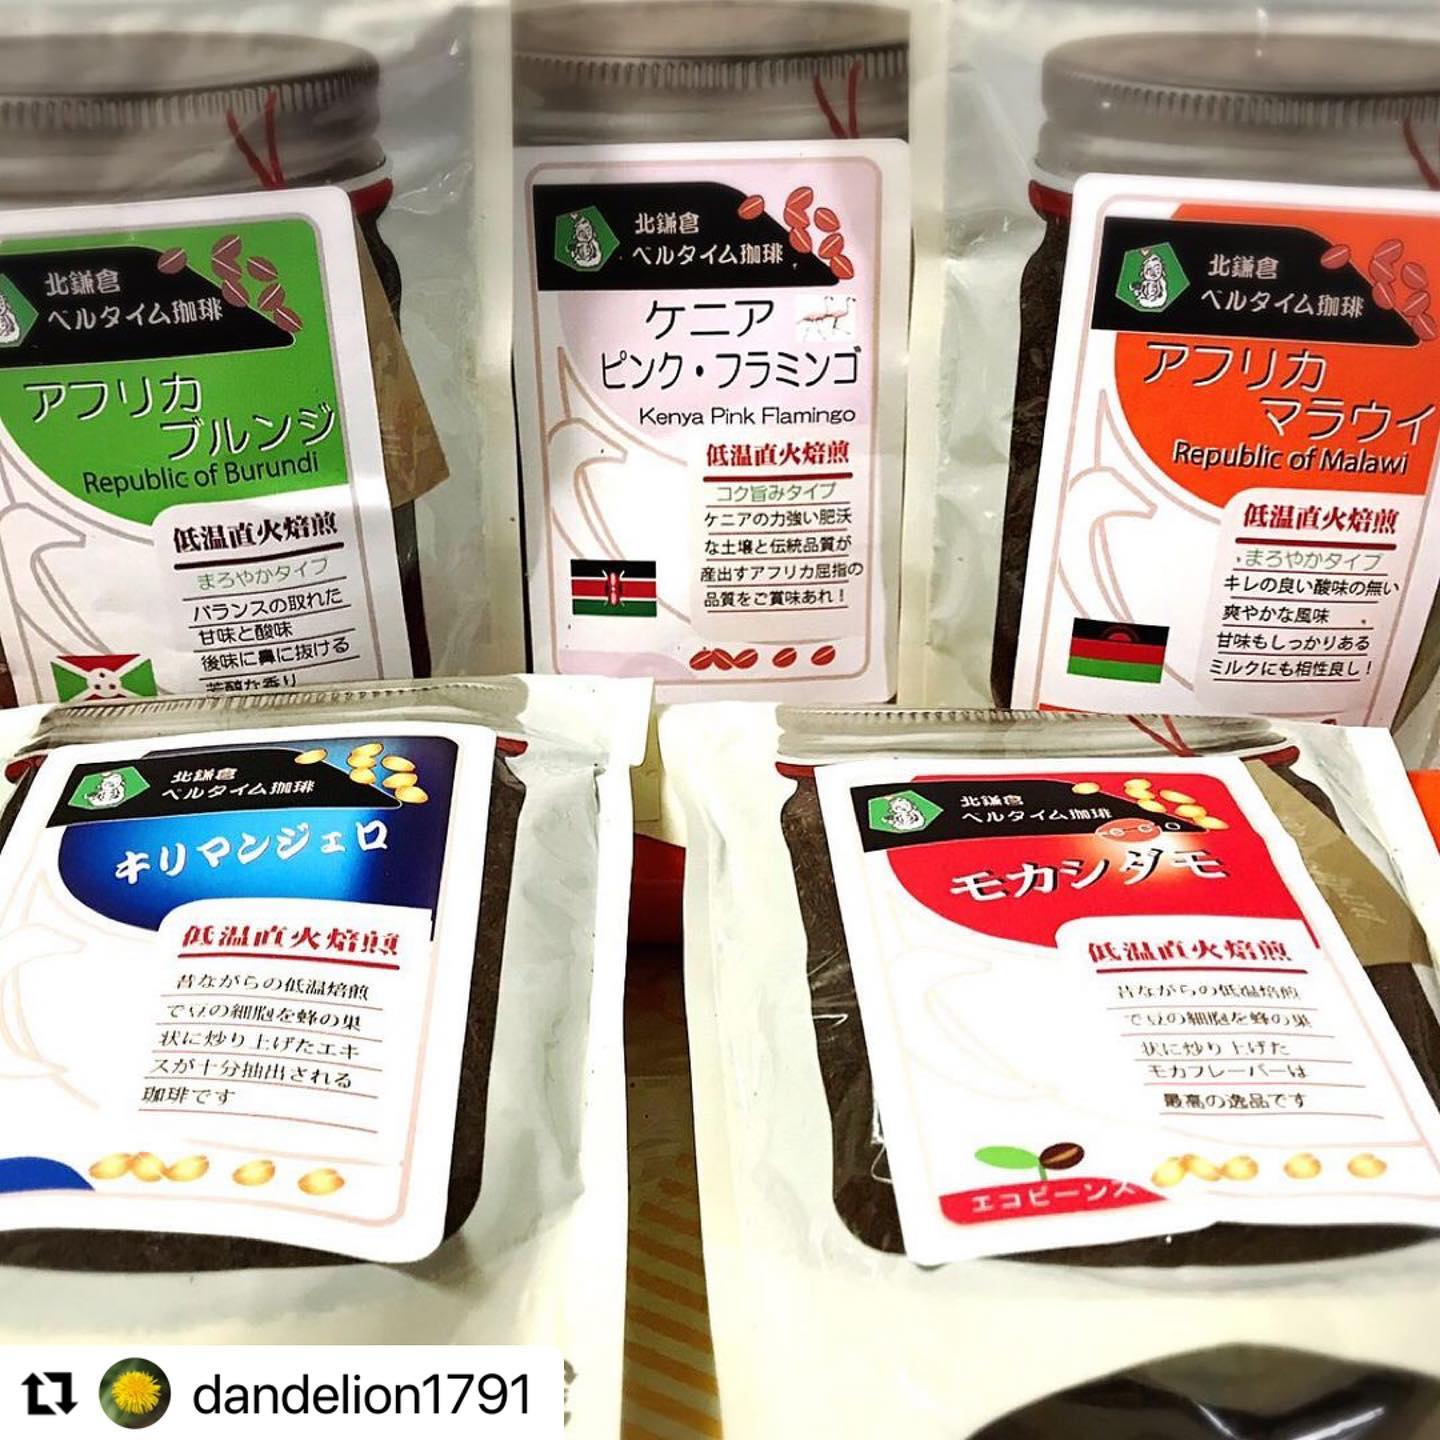 北鎌倉
ベルタイム珈琲
アフリカ
ブルンジ
Republic of Burundi
低温直火焙煎
まろやかタイプ
バランスの取れた
甘味と酸味
後味に鼻に抜ける
芳醇な香り
北鎌倉
ベルタイム珈琲
ケニア
ピンク・フラミンゴ
Kenya Pink Flamingo
低温直火焙煎
コク旨みタイプ
ケニアの力強い肥沃
な土壌と伝統品質が
産出すアフリカ屈指の
品質をご賞味あれ！
北鎌倉
ベルタイム珈琲
アフリカ
マラウイ
Republic of Malawi
低温直火焙煎
まろやかタイプ
キレの良い酸味の無い
爽やかな風味
甘味もしっかりある
ミルクにも相性良し！
北鎌倉
ベルタイム珈琲
キリマンジェロ
低温直火焙煎
昔ながらの低温焙煎
で豆の細胞を蜂の巣
状に炒り上げたエキ
スが十分抽出される
珈琲です
北鎌倉
ベルタイム珈琲
モカシダモ
低温直火焙煎
昔ながらの低温焙煎
で豆の細胞を蜂の巣
状に炒り上げた
モカフレーバーは
最高の逸品です
エコビーンズ
dandelion1791